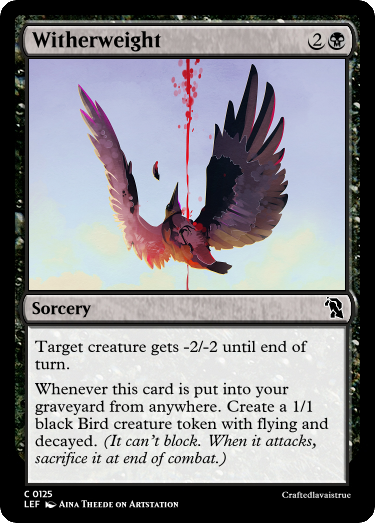 Witherweight 2
Sorcery
Target creature gets -2/-2 until end of
turn.
Whenever this card is put into your
graveyard from anywhere. Create a 1/1
black Bird creature token with flying and
decayed. (It can't block. When it attacks,
sacrifice it at end of combat.)
C 0125
LEF Aina Theede on Artstation
Craftedlavaistrue